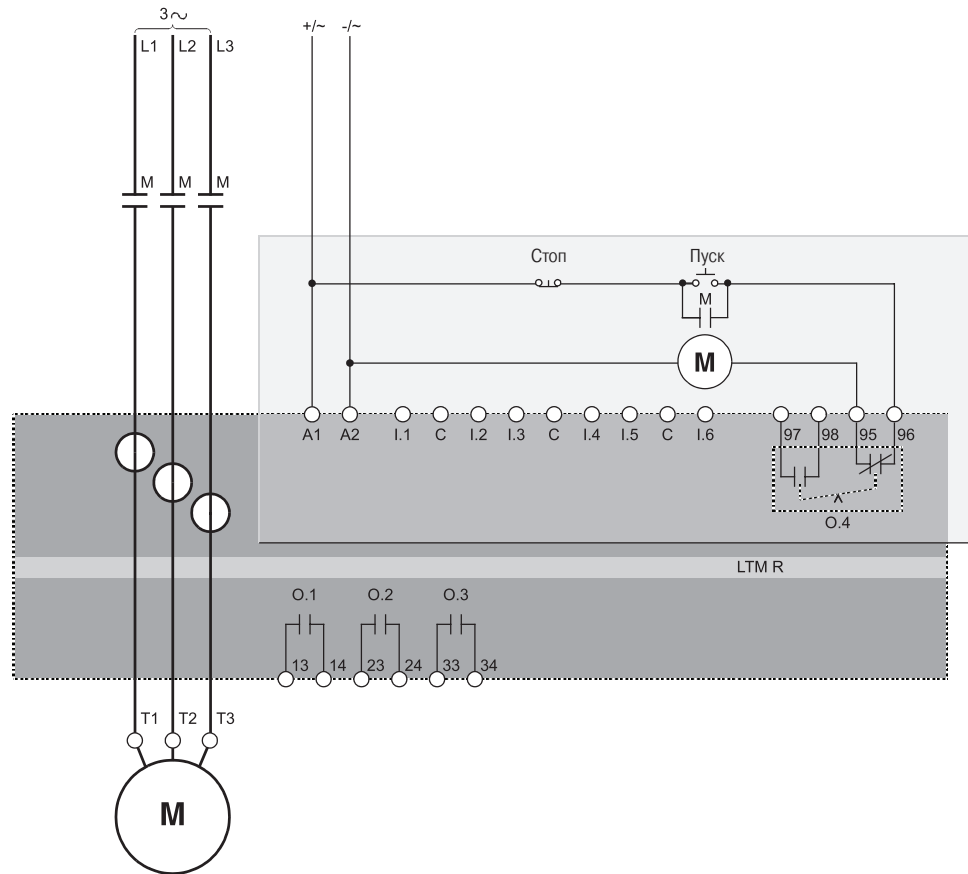 3~
L1 L2 L3 +/~ -/~
M M M
Стоп Пуск
M
M
A1 A2 I.1 C I.2 I.3 C I.4 I.5 C I.6 97 98 95 96
O.4
LTM R
O.1 O.2 O.3
13 14 23 24 33 34
T1 T2 T3
M